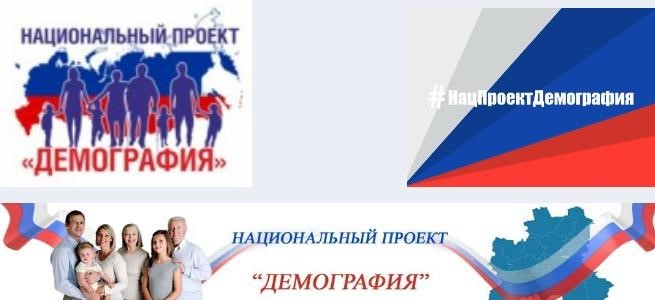 НАЦИОНАЛЬНЫЙ ПРОЕКТ
«ДЕМОГРАФИЯ»
#НацПроектДемография
НАЦИОНАЛЬНЫЙ ПРОЕКТ
“ДЕМОГРАФИЯ”